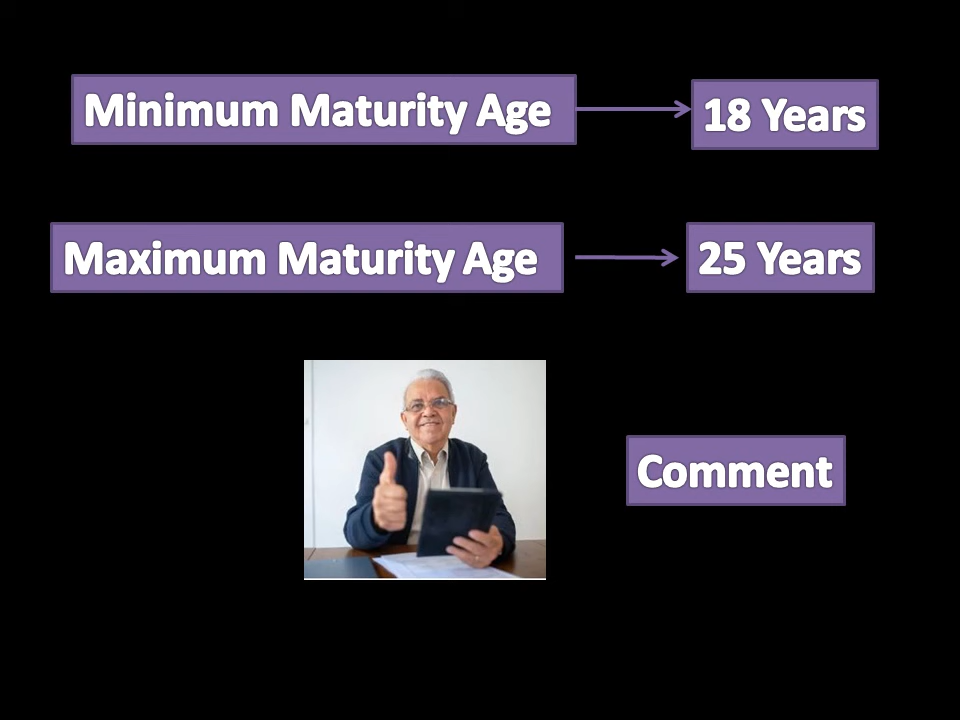 Minimum Maturity Age
18 Years
Maximum Maturity Age
25 Years
Comment